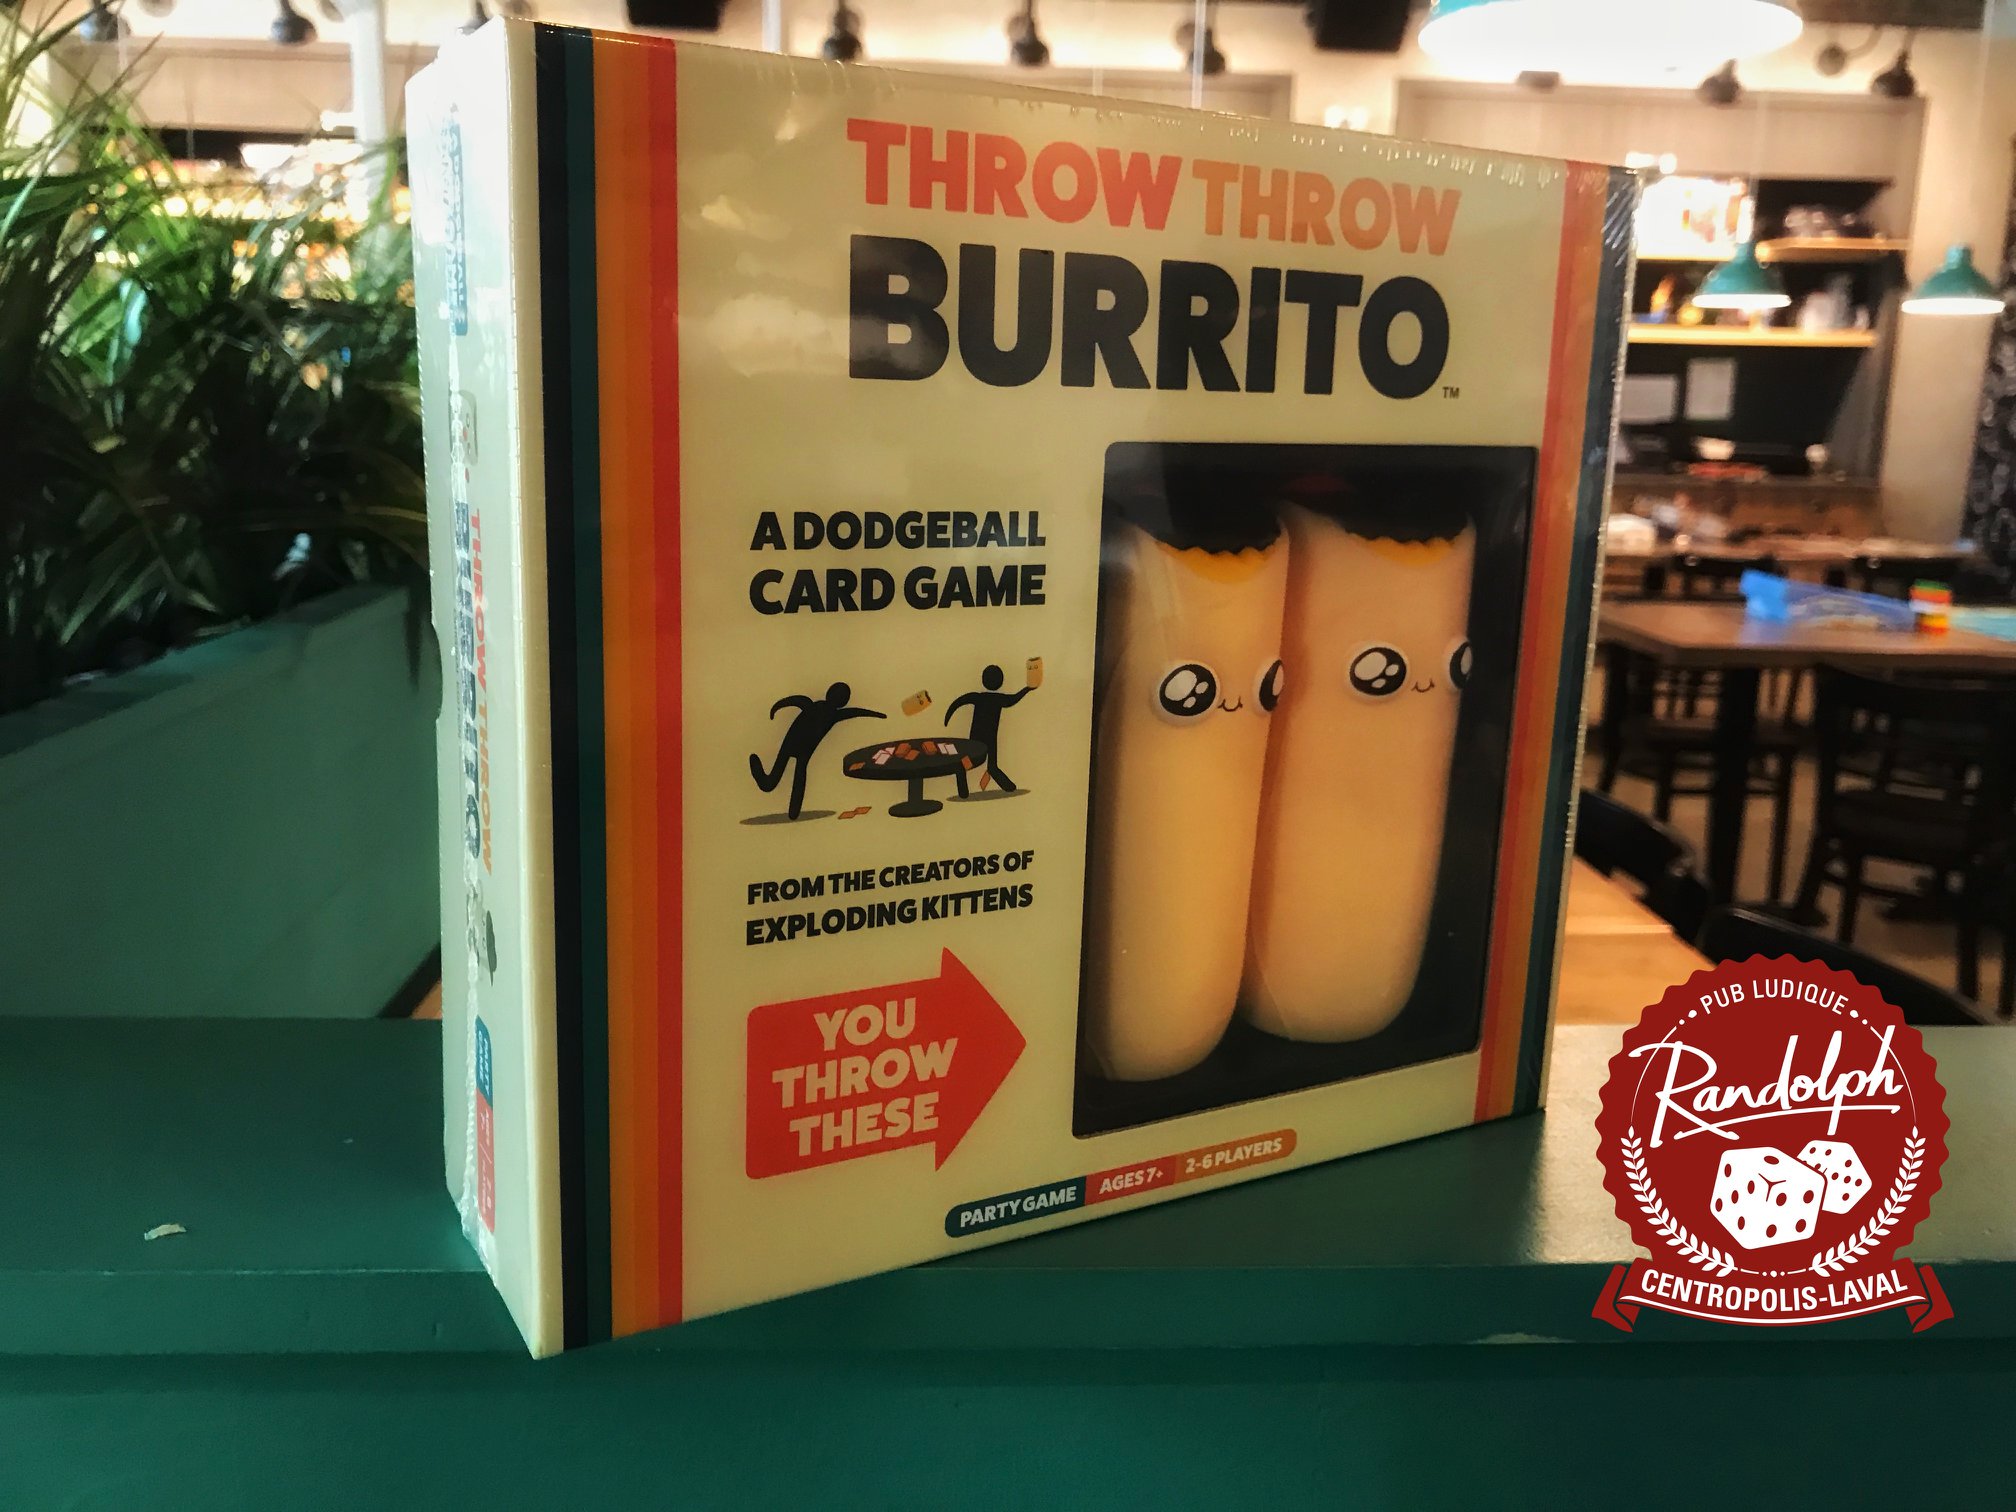 THROW THROW
BURRITO
TM
A DODGEBALL
CARD GAME
FROM THE CREATORS OF
EXPLODING KITTENS
YOU
THROW
THESE
PARTY GAME AGES 7+ 2-6 PLAYERS
THROW THROW
BURRITO
PUB LUDIQUE
Randolph
CENTROPOLIS-LAVAL